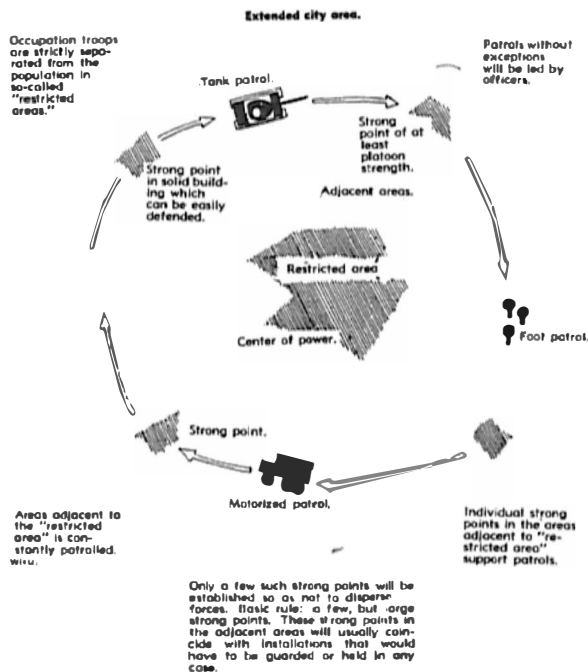 Extended city area.
Occupation troops
are strictly sepa-
rated from the
population in
so-called
"restricted
areas."
Tank patrol.
Patrols without
exceptions
will be led by
officers.
Strong
point of at
least
platoon
strength.
Strong point
in solid build-
ing which
can be easily
defended.
Adjacent areas.
Restricted area
Center of power.
Foot patrol.
Strong point.
Motorized patrol.
Areas adjacent to
the "restricted
area" is con-
stantly patrolled.
Individual strong
points in the areas
adjacent to "re-
stricted area"
support patrols.
Only a few such strong points will be
established so as not to disperse
forces. Basic rule: a few, but large
strong points. These strong points in
the adjacent areas will usually coin-
cide with installations that would
have to be guarded or held in any
case.